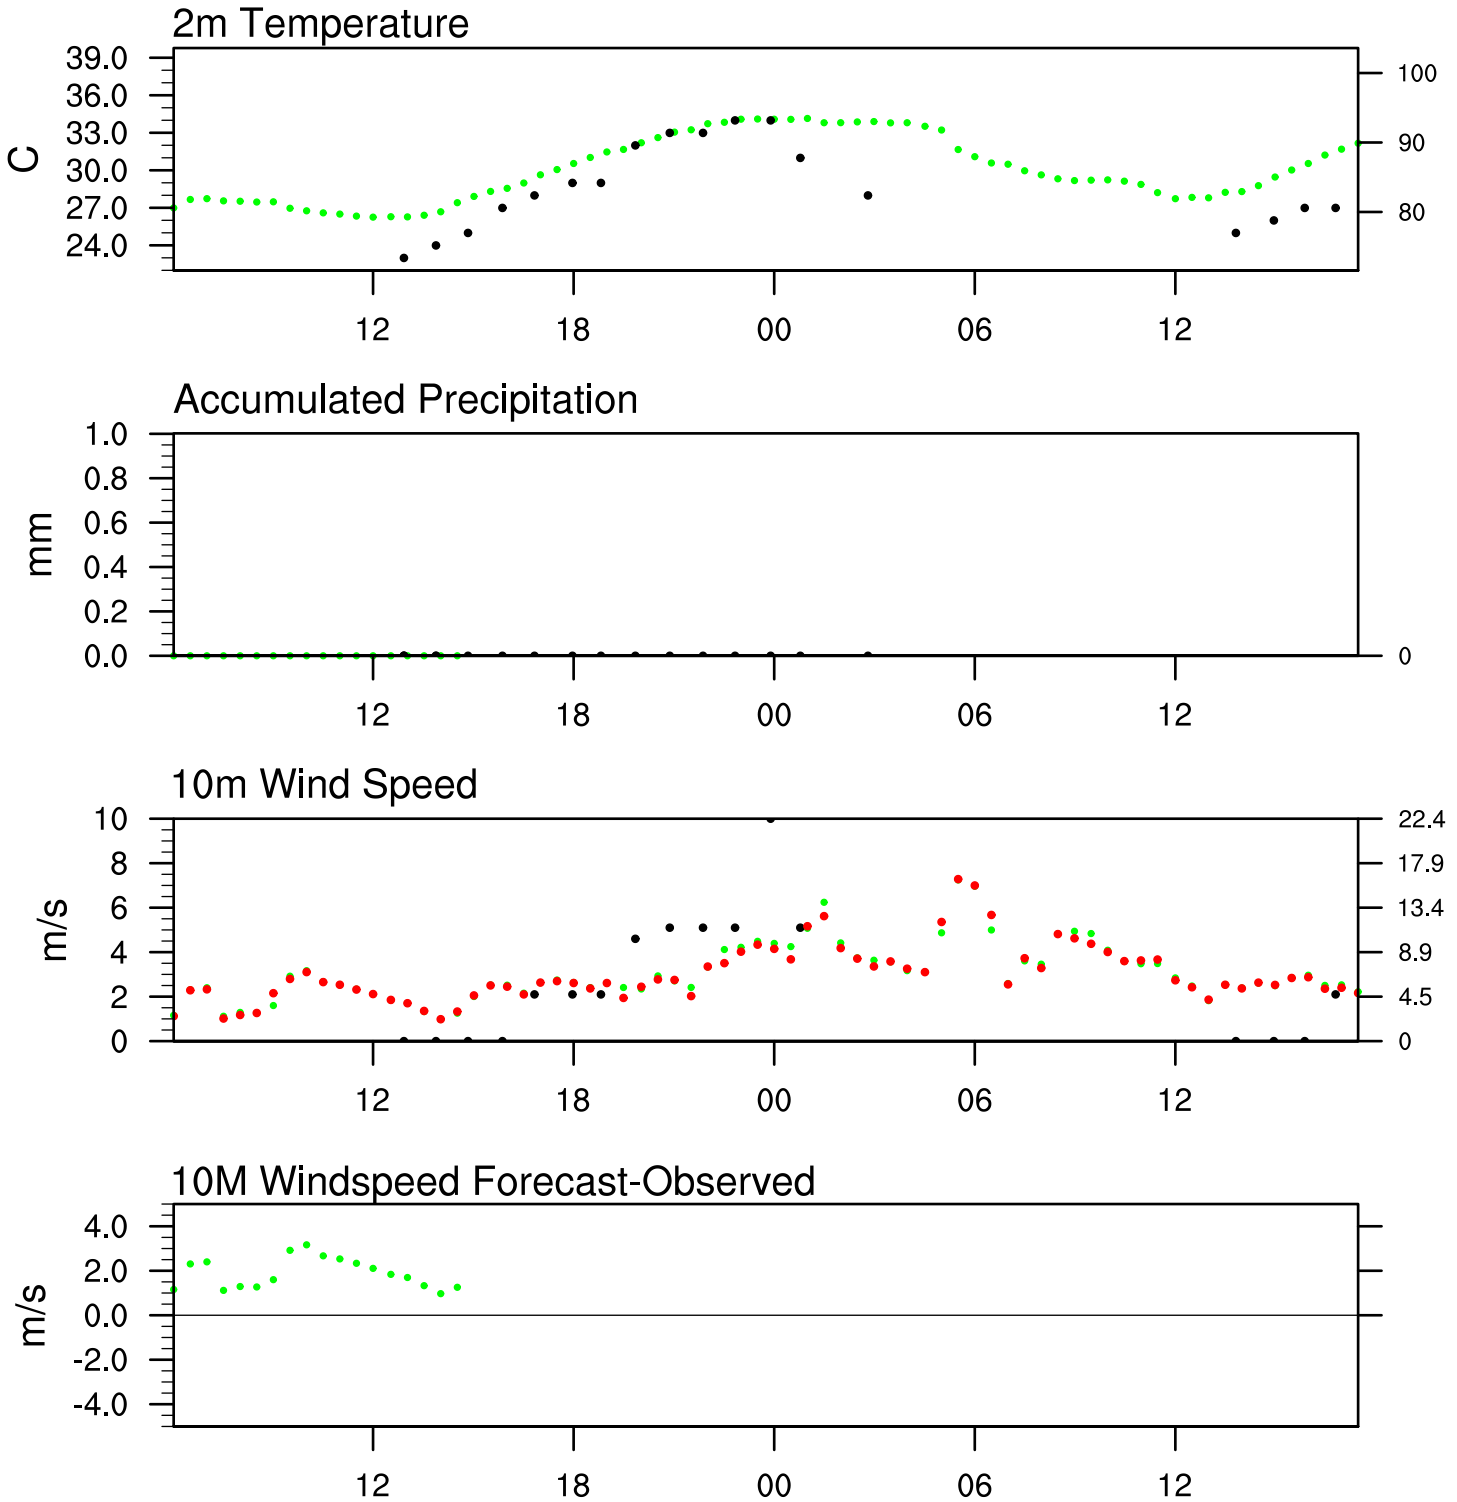 2m Temperature
39.0
36.0
33.0
30.0
27.0
24.0
C
100
90
80
12 18 00 06 12
Accumulated Precipitation
1.0
0.8
0.6
0.4
0.2
0.0
mm
0
12 18 00 06 12
10m Wind Speed
10
8
6
4
2
0
m/s
22.4
17.9
13.4
8.9
4.5
0
12 18 00 06 12
10M Windspeed Forecast-Observed
4.0
2.0
0.0
-2.0
-4.0
m/s
12 18 00 06 12